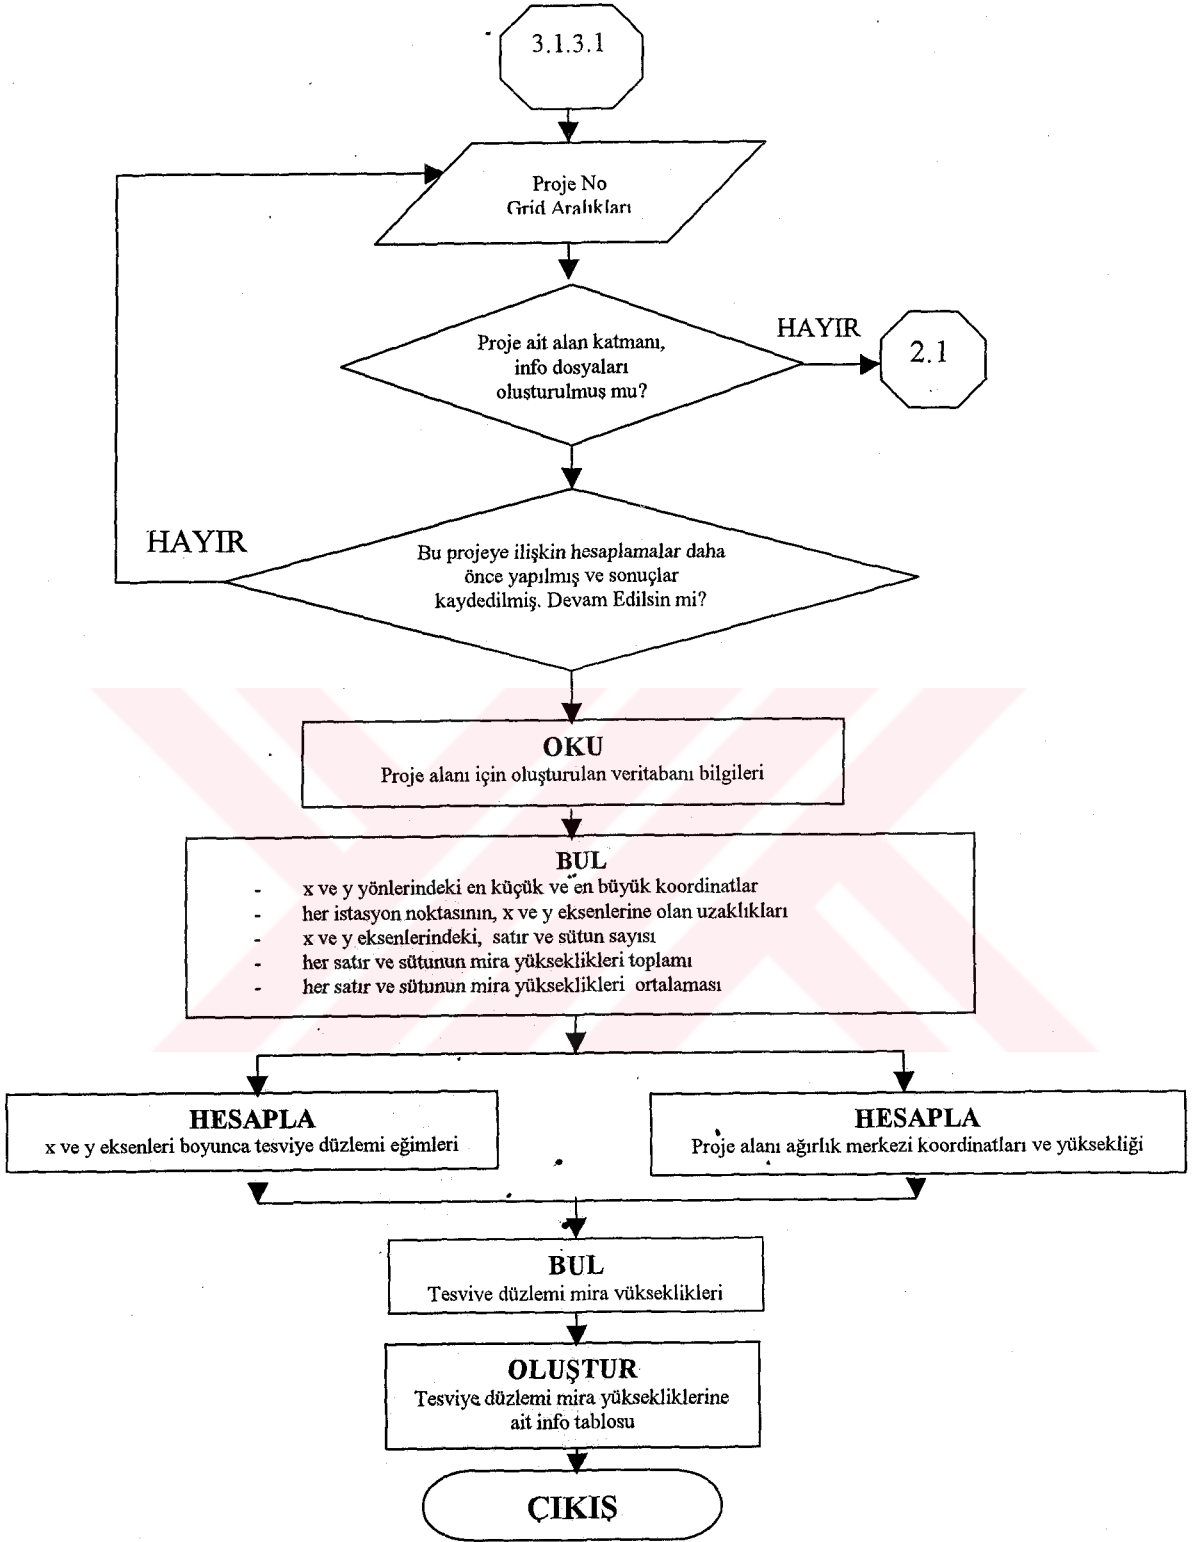 3.1.3.1
Proje No
Grid Aralıkları
Proje ait alan katmanı,
info dosyaları
oluşturulmuş mu?
HAYIR
2.1
HAYIR
Bu projeye ilişkin hesaplamalar daha
önce yapılmış ve sonuçlar
kaydedilmiş. Devam Edilsin mi?
OKU
Proje alanı için oluşturulan veritabanı bilgileri
BUL
- x ve y yönlerindeki en küçük ve en büyük koordinatlar
- her istasyon noktasının, x ve y eksenlerine olan uzaklıkları
- x ve y eksenlerindeki, satır ve sütun sayısı
- her satır ve sütunun mira yükseklikleri toplamı
- her satır ve sütunun mira yükseklikleri ortalaması
HESAPLA
x ve y eksenleri boyunca tesviye düzlemi eğimleri
HESAPLA
Proje alanı ağırlık merkezi koordinatları ve yüksekliği
BUL
Tesviye düzlemi mira yükseklikleri
OLUŞTUR
Tesviye düzlemi mira yüksekliklerine
ait info tablosu
ÇIKIŞ